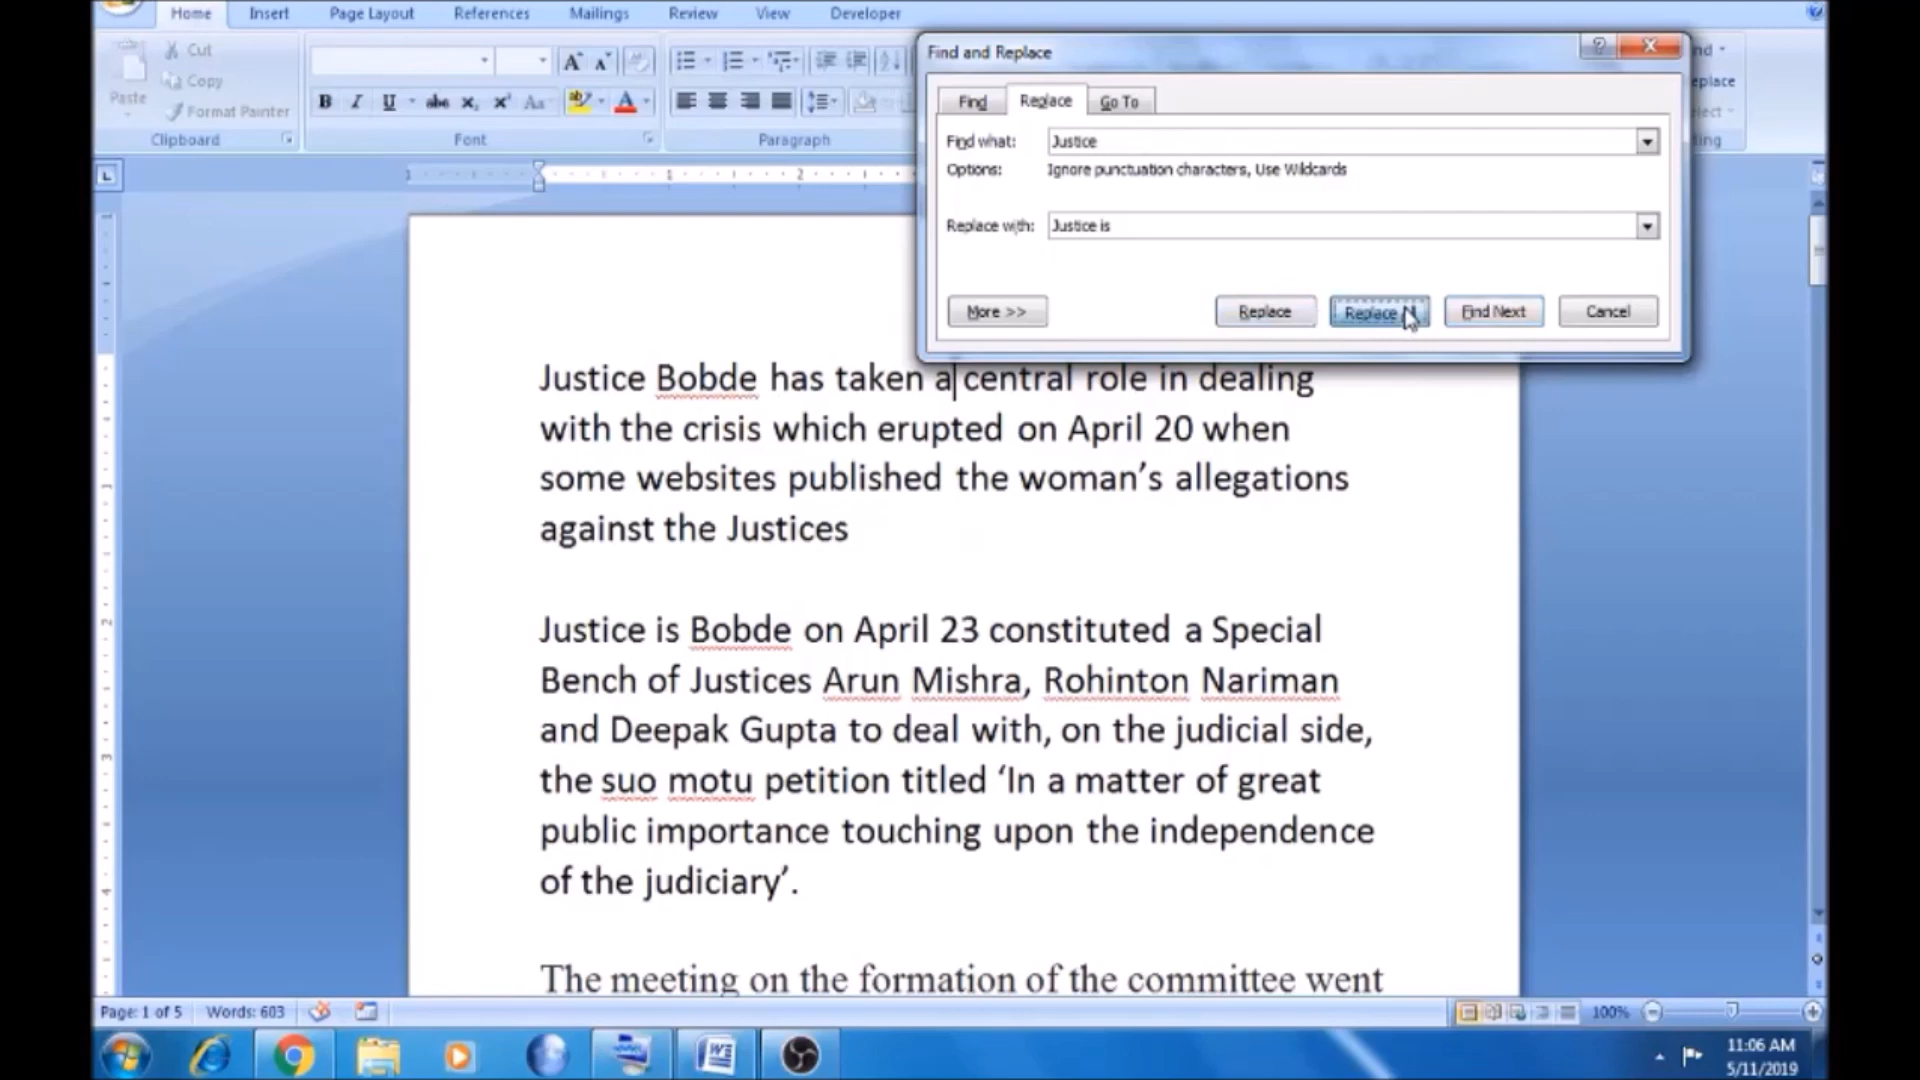 Home Insert Page Layout References Mailings Review View Developer
Cut
Copy
Format Painter
Paste
Clipboard Font Paragraph
Find and Replace
Find Replace Go To
Find what: Justice
Options: Ignore punctuation characters, Use Wildcards
Replace with: Justice is
More >> Replace Replace Find Next Cancel
Justice Bobde has taken a central role in dealing
with the crisis which erupted on April 20 when
some websites published the woman’s allegations
against the Justices
Justice is Bobde on April 23 constituted a Special
Bench of Justices Arun Mishra, Rohinton Nariman
and Deepak Gupta to deal with, on the judicial side,
the suo motu petition titled ‘In a matter of great
public importance touching upon the independence
of the judiciary’.
The meeting on the formation of the committee went
Page: 1 of 5 Words: 603 100%
11:06 AM
5/11/2019